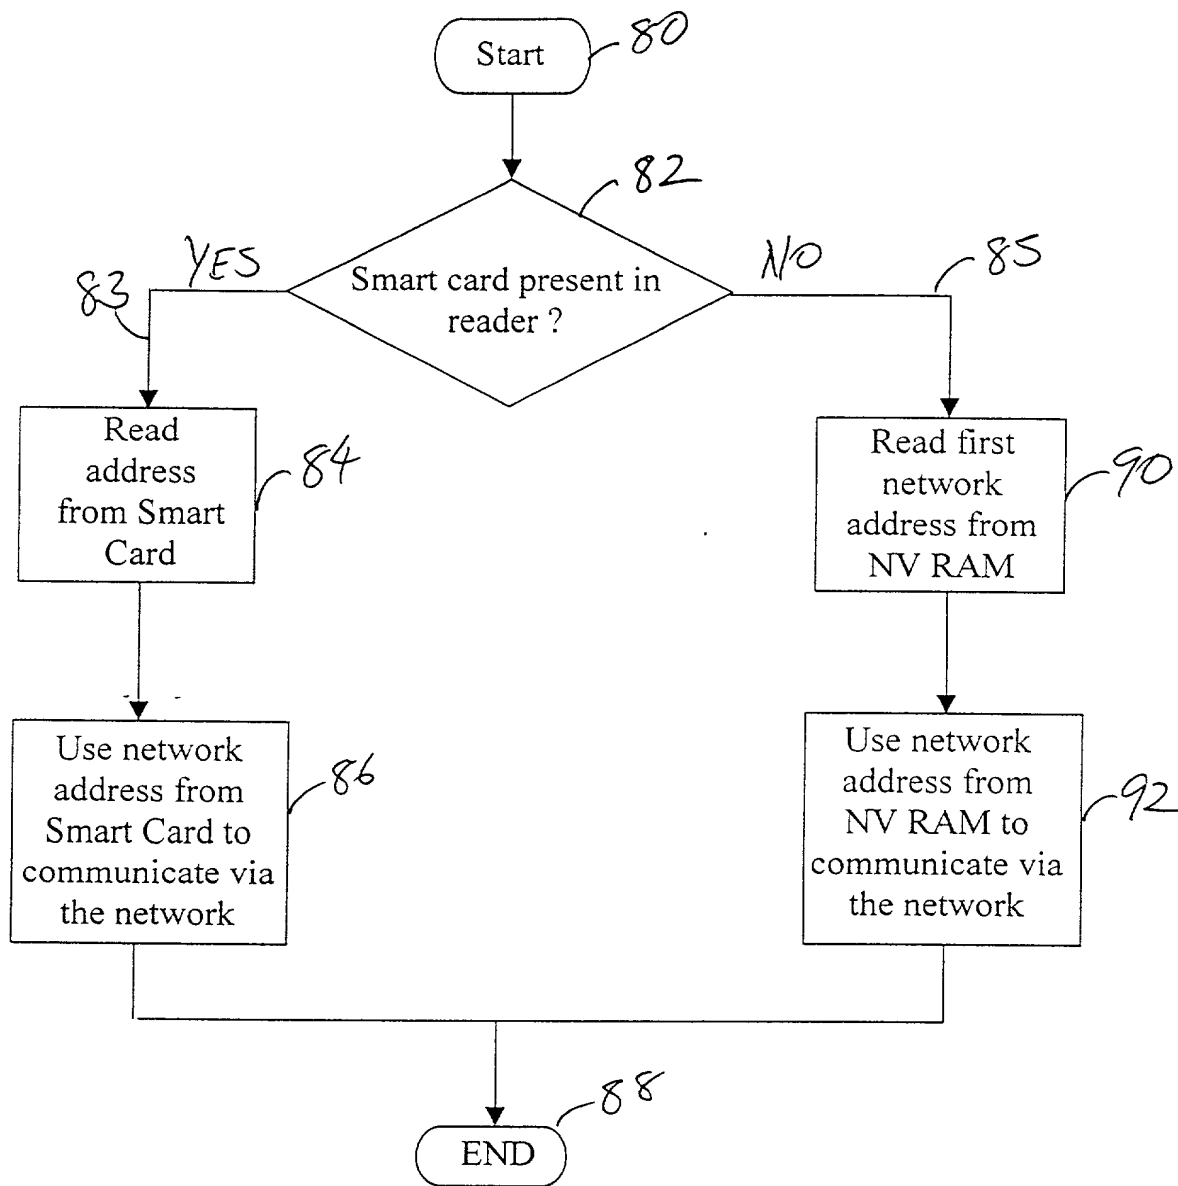 Start
80
82
YES
NO
85
83
Smart card present in
reader ?
Read
address
from Smart
Card
84
Read first
network
address from
NV RAM
90
Use network
address from
Smart Card to
communicate via
the network
86
Use network
address from
NV RAM to
communicate via
the network
92
88
END